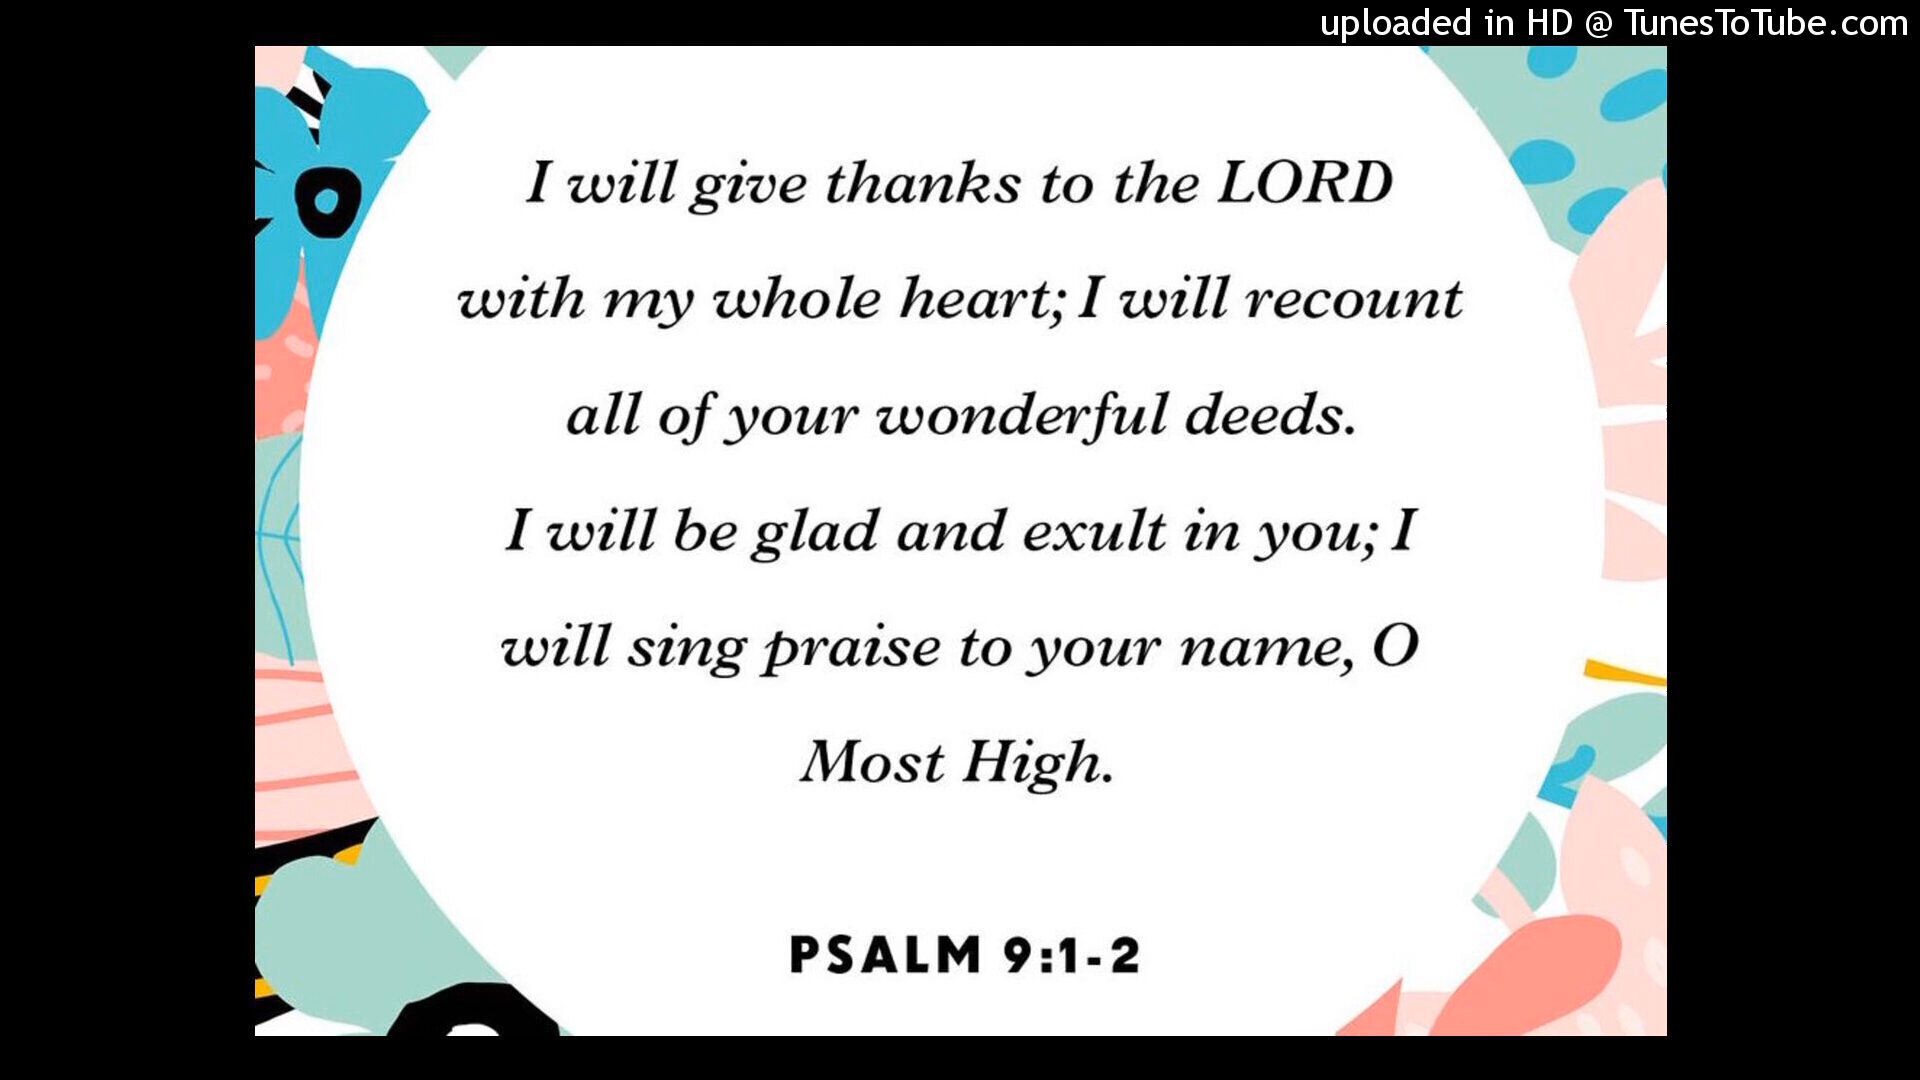 uploaded in HD @ TunesToTube.com
I will give thanks to the LORD
with my whole heart; I will recount
all of your wonderful deeds.
I will be glad and exult in you; I
will sing praise to your name, O
Most High.
PSALM 9:1-2